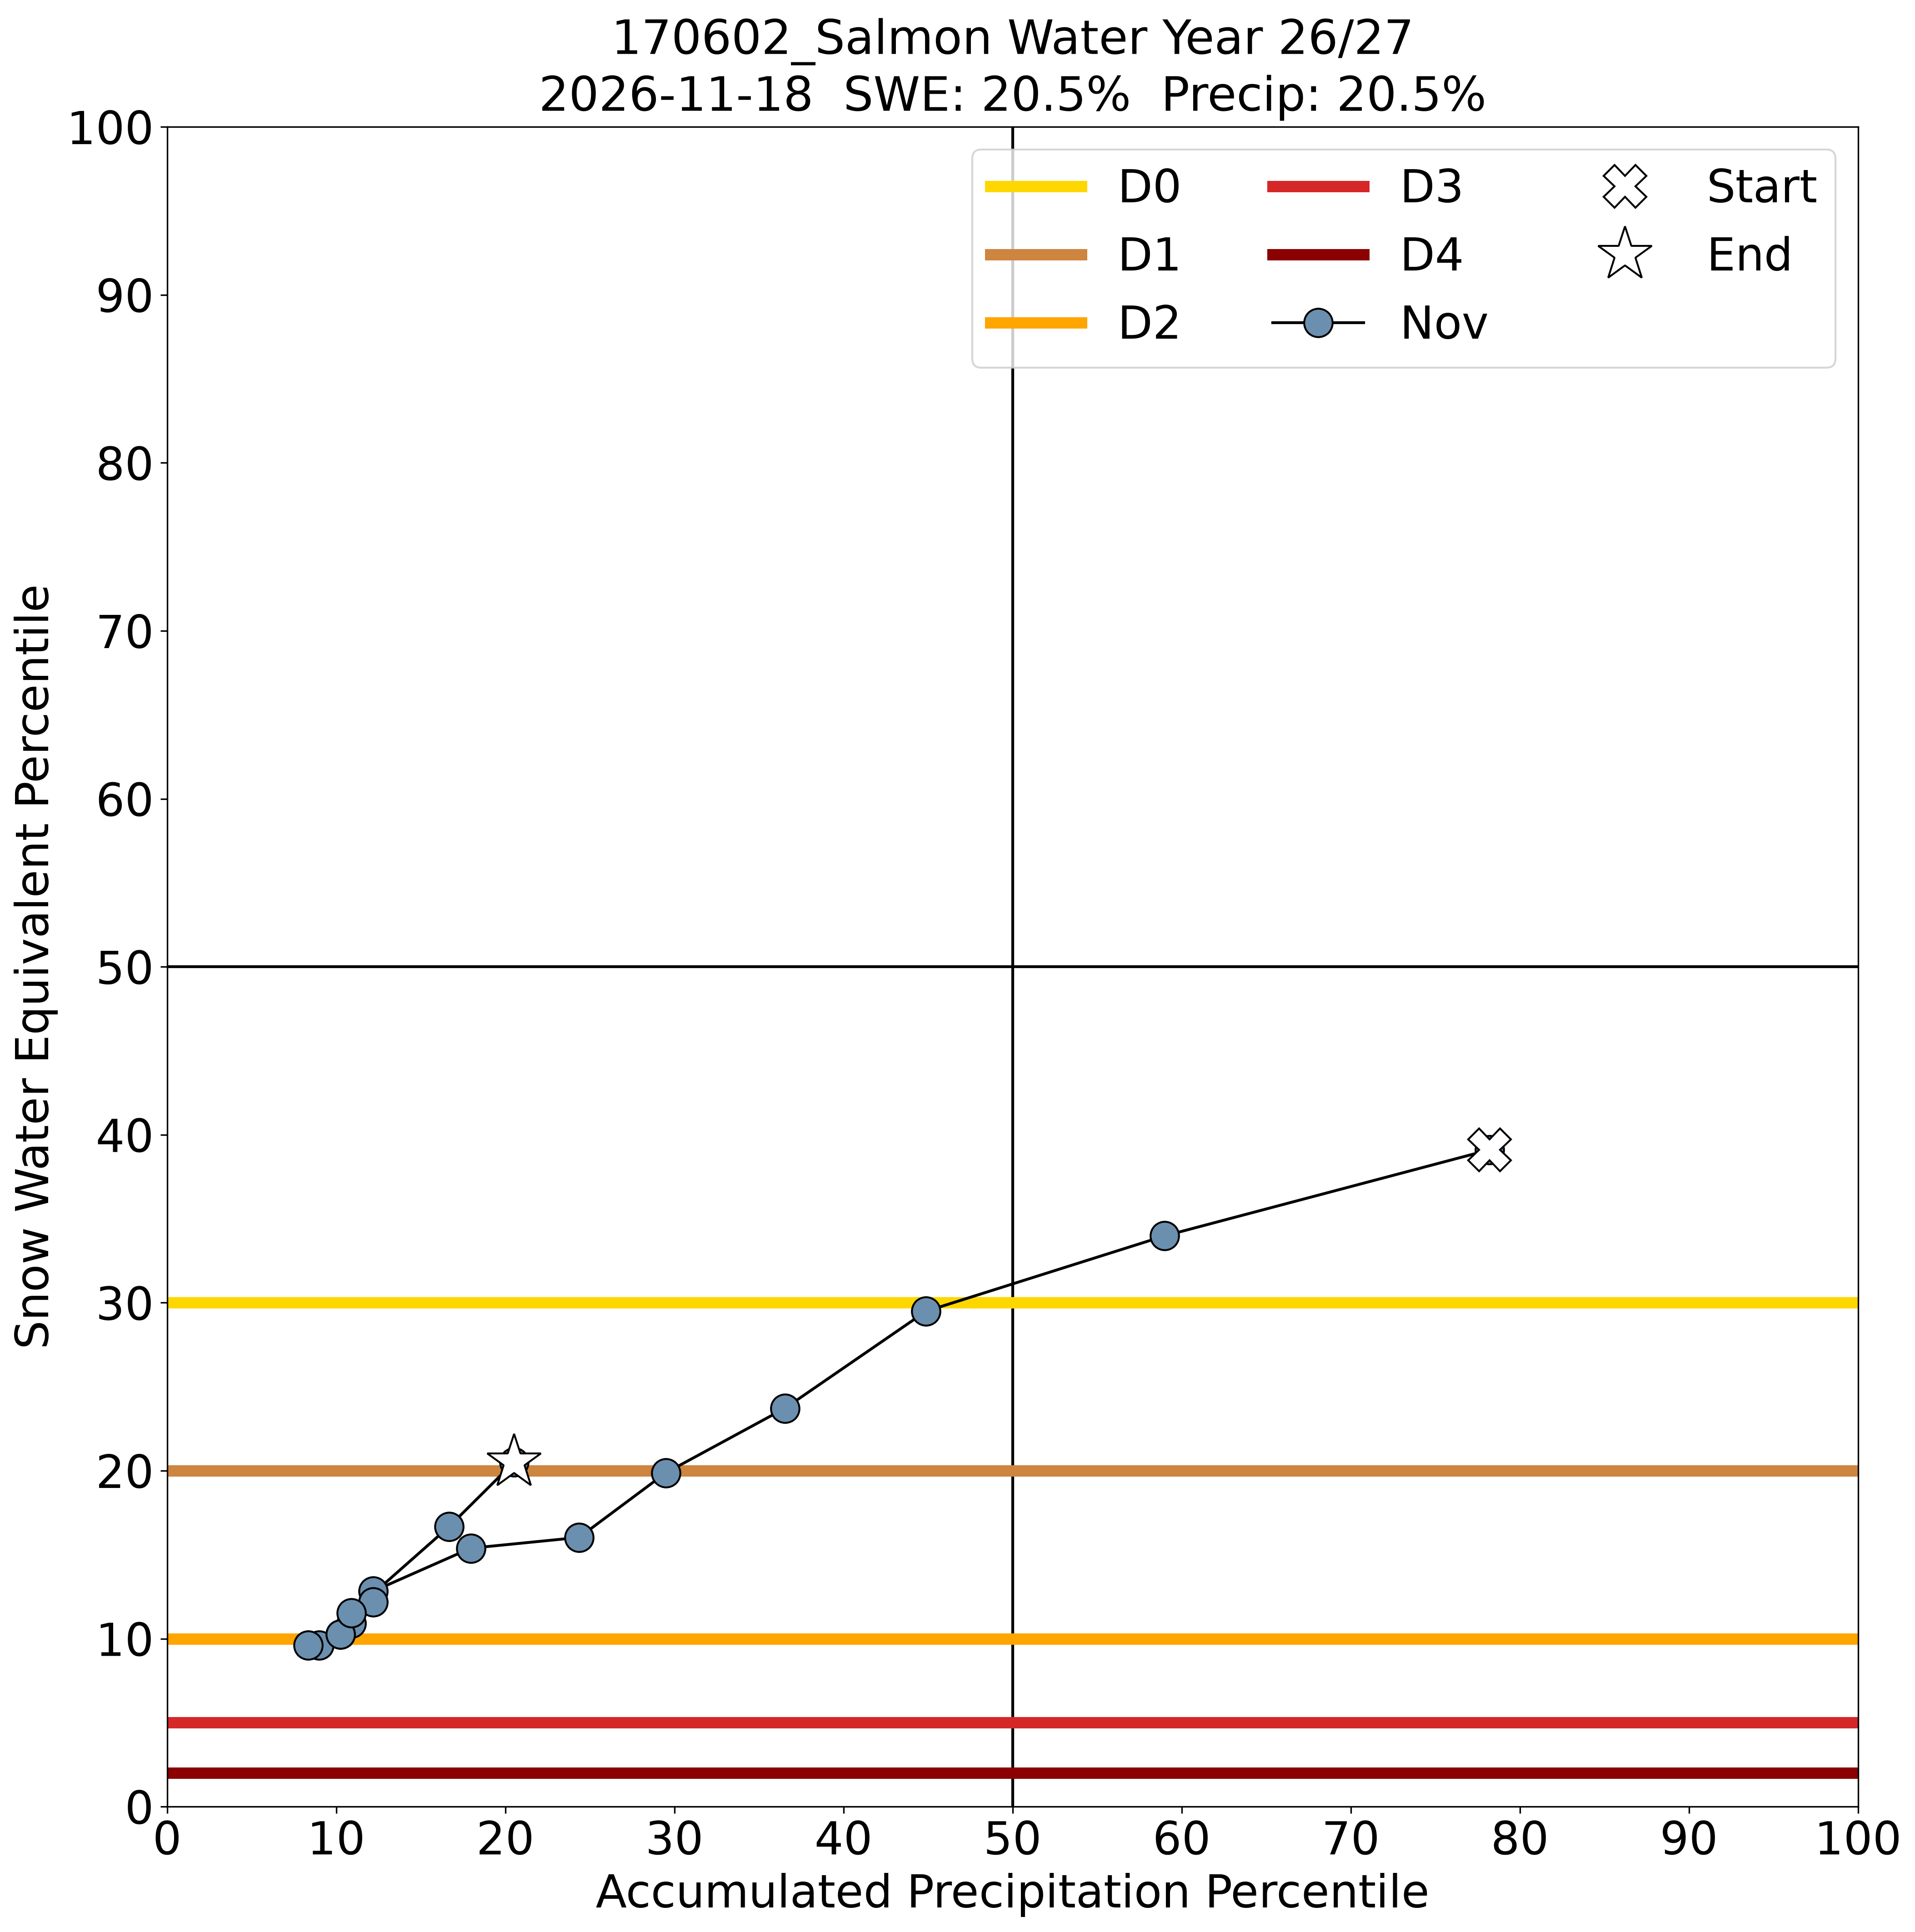 170602_Salmon Water Year 26/27
2026-11-18  SWE: 20.5%  Precip: 20.5%
D0
D1
D2
D3
D4
Nov
Start
End
Snow Water Equivalent Percentile
100
90
80
70
60
50
40
30
20
10
0
0 10 20 30 40 50 60 70 80 90 100
Accumulated Precipitation Percentile